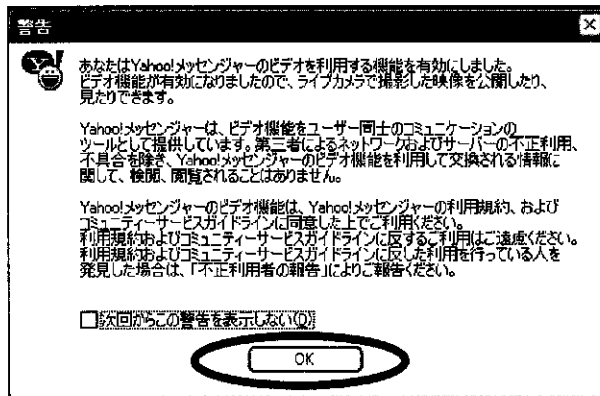 警告
あなたはYahoo!メッセンジャーのビデオを利用する機能を有効にしました。
ビデオ機能が有効になりましたので、ライブカメラで撮影した映像を公開したり、
見たりできます。
Yahoo!メッセンジャーは、ビデオ機能をユーザー同士のコミュニケーションの
ツールとして提供しています。第三者によるネットワークおよびサーバーの不正利用、
不具合を除き、Yahoo!メッセンジャーのビデオ機能を利用して交換される情報に
関して、検閲、閲覧されることはありません。
Yahoo!メッセンジャーのビデオ機能は、Yahoo!メッセンジャーの利用規約、および
コミュニティーサービスガイドラインに同意した上でご利用ください。
利用規約およびコミュニティーサービスガイドラインに反するご利用はご遠慮ください。
利用規約およびコミュニティーサービスガイドラインに反した利用を行っている人を
発見した場合は、「不正利用者の報告」によりご報告ください。
次回からこの警告を表示しない(D)
OK